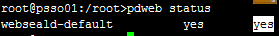 root@psso01:/root>pdweb status
webseald-default yes yes